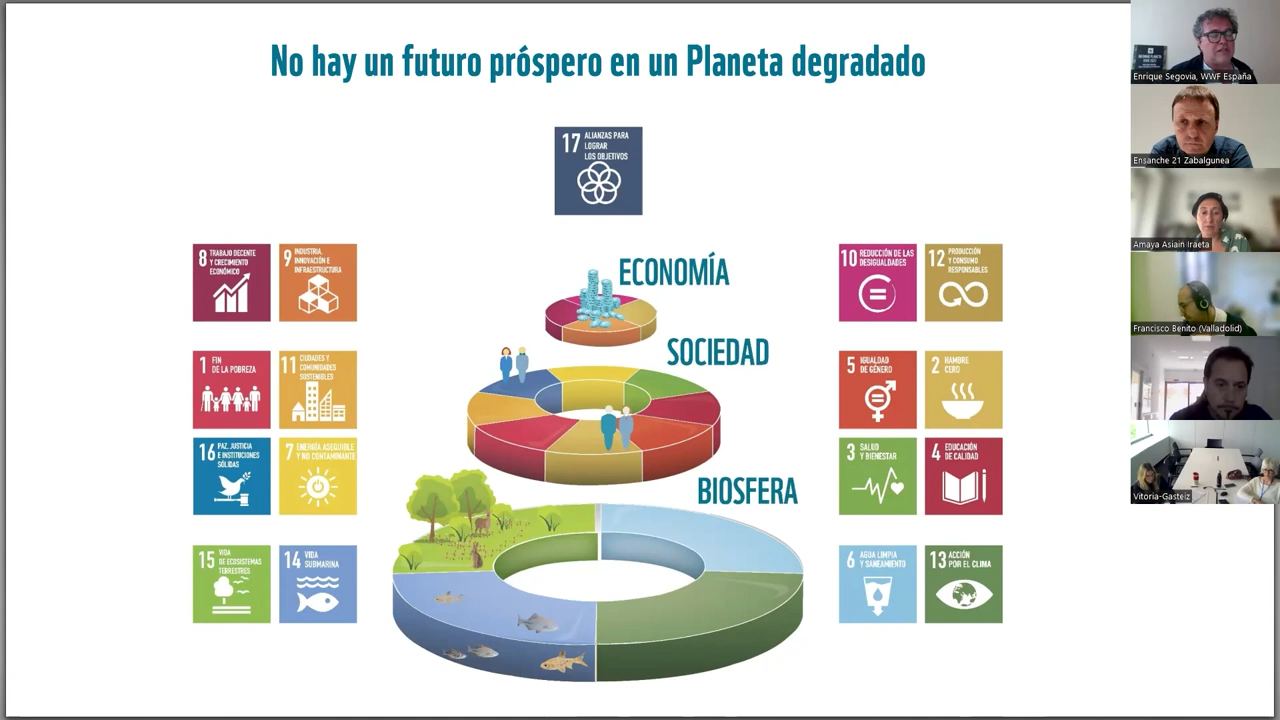 No hay un futuro próspero en un Planeta degradado
17 ALIANZAS PARA
LOGRAR
LOS OBJETIVOS
8 TRABAJO DECENTE
Y CRECIMIENTO
ECONÓMICO
9 INDUSTRIA,
INNOVACIÓN E
INFRAESTRUCTURA
ECONOMÍA
10 REDUCCIÓN DE LAS
DESIGUALDADES
12 PRODUCCIÓN
Y CONSUMO
RESPONSABLES
1 FIN
DE LA POBREZA
11 CIUDADES Y
COMUNIDADES
SOSTENIBLES
SOCIEDAD
5 IGUALDAD
DE GÉNERO
2 HAMBRE
CERO
16 PAZ, JUSTICIA
E INSTITUCIONES
SÓLIDAS
7 ENERGÍA ASEQUIBLE
Y NO CONTAMINANTE
3 SALUD
Y BIENESTAR
4 EDUCACIÓN
DE CALIDAD
BIOSFERA
15 VIDA
DE ECOSISTEMAS
TERRESTRES
14 VIDA
SUBMARINA
6 AGUA LIMPIA
Y SANEAMIENTO
13 ACCIÓN
POR EL CLIMA
Enrique Segovia, WWF España
Ensanche 21 Zabalgunea
Amaya Asiain Iraeta
Francisco Benito (Valladolid)
Vitoria-Gasteiz